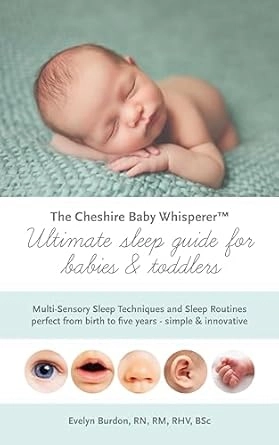 The Cheshire Baby Whisperer™
Ultimate sleep guide for
babies & toddlers
Multi-Sensory Sleep Techniques and Sleep Routines
perfect from birth to five years - simple & innovative
Evelyn Burdon, RN, RM, RHV, BSc